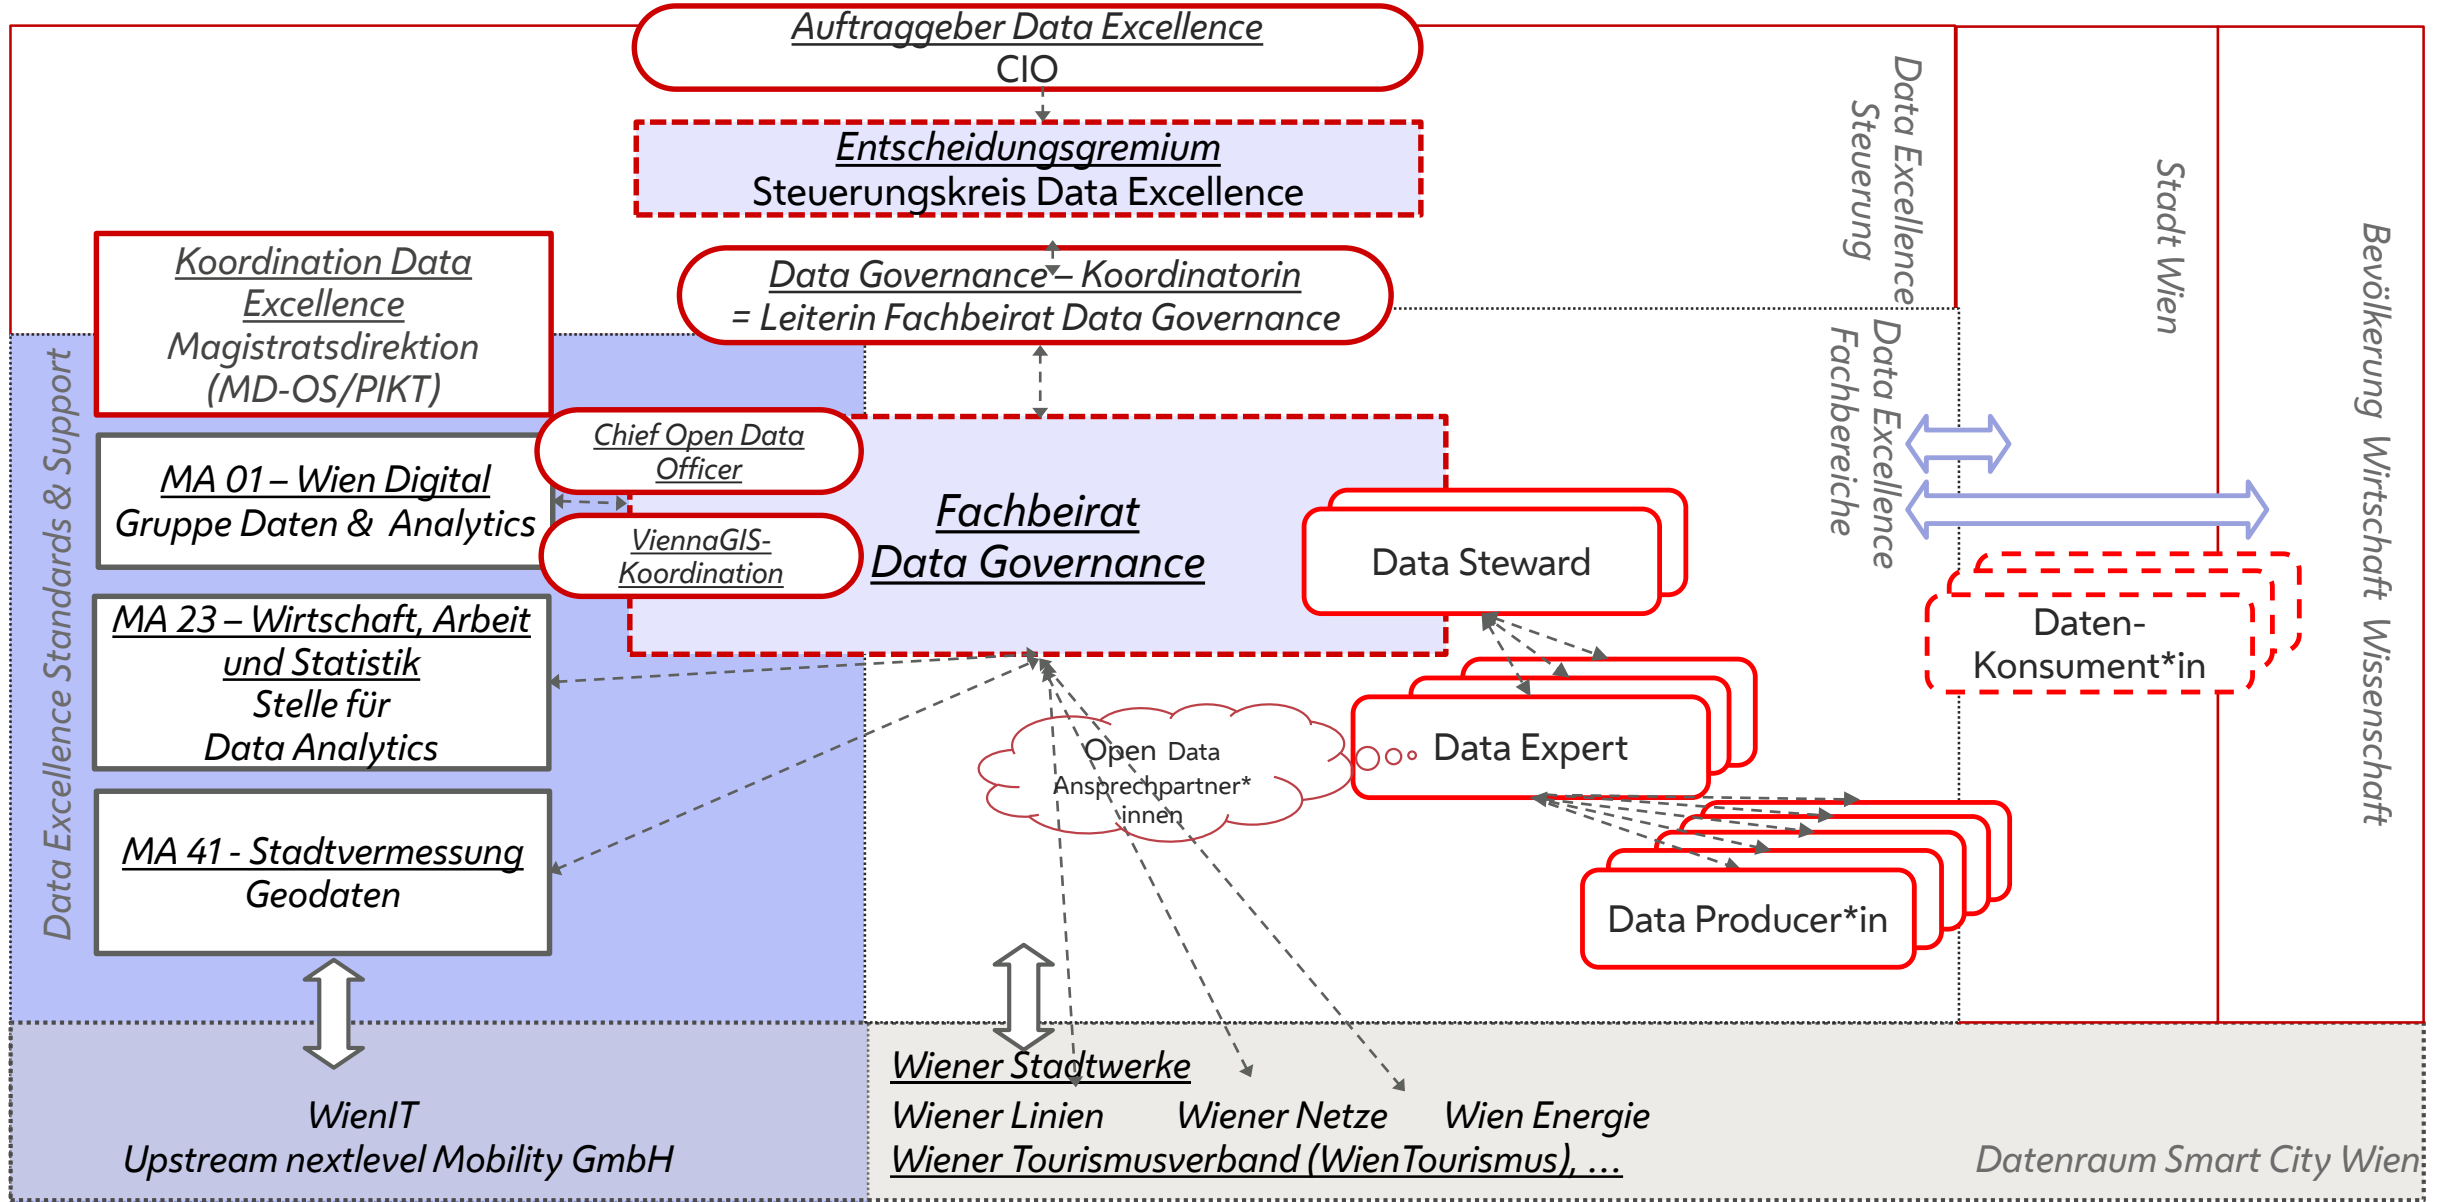 Auftraggeber Data Excellence
CIO
Entscheidungsgremium
Steuerungskreis Data Excellence
Data Governance – Koordinatorin
= Leiterin Fachbeirat Data Governance
Koordination Data
Excellence
Magistratsdirektion
(MD-OS/PIKT)
Data Excellence Standards & Support
MA 01 – Wien Digital
Gruppe Daten & Analytics
MA 23 – Wirtschaft, Arbeit
und Statistik
Stelle für
Data Analytics
MA 41 - Stadtvermessung
Geodaten
Chief Open Data
Officer
ViennaGIS-
Koordination
Fachbeirat
Data Governance
Data Steward
Data Expert
Open Data
Ansprechpartner*
innen
Data Producer*in
Daten-
Konsument*in
Data Excellence
Steuerung
Data Excellence
Fachbereiche
Stadt Wien
Bevölkerung Wirtschaft Wissenschaft
WienIT
Upstream nextlevel Mobility GmbH
Wiener Stadtwerke
Wiener Linien Wiener Netze Wien Energie
Wiener Tourismusverband (WienTourismus), ...
Datenraum Smart City Wien